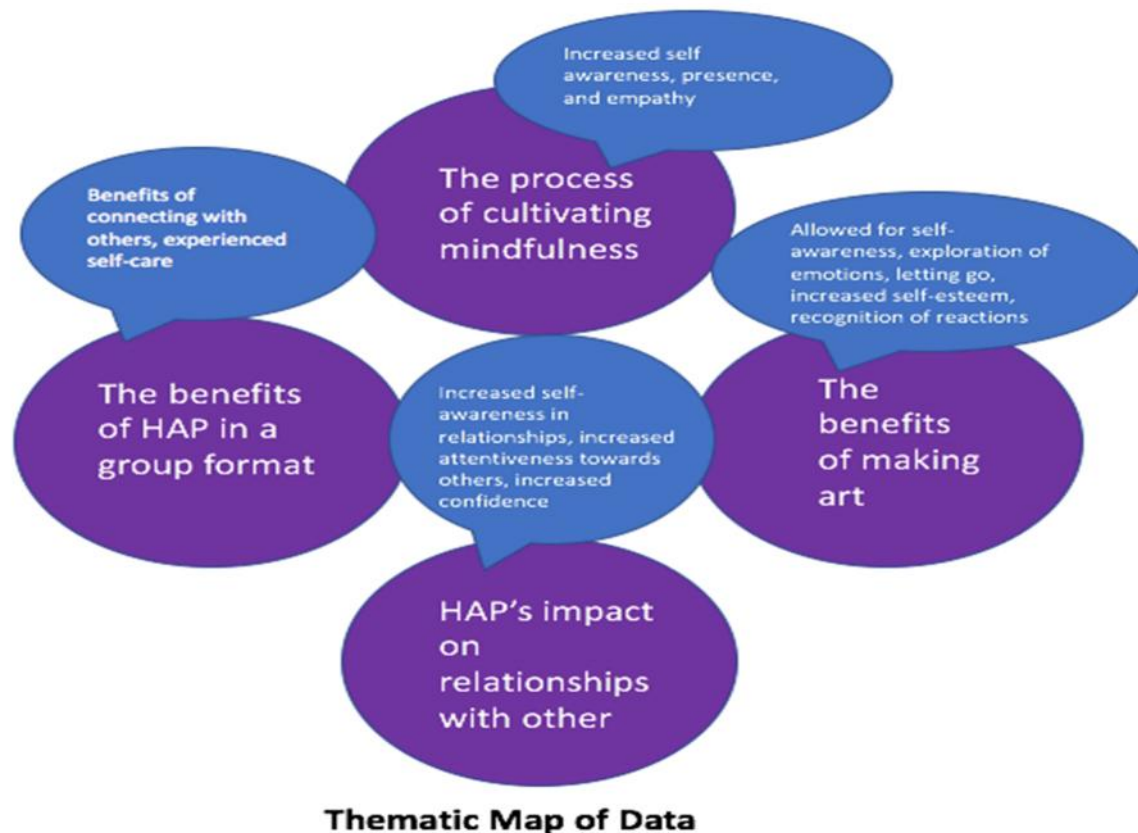 Increased self
awareness, presence,
and empathy
The process
of cultivating
mindfulness
Benefits of
connecting with
others, experienced
self-care
The benefits
of HAP in a
group format
Allowed for self-
awareness, exploration of
emotions, letting go,
increased self-esteem,
recognition of reactions
The
benefits
of making
art
Increased self-
awareness in
relationships, increased
attentiveness towards
others, increased
confidence
HAP’s impact
on
relationships
with other
Thematic Map of Data